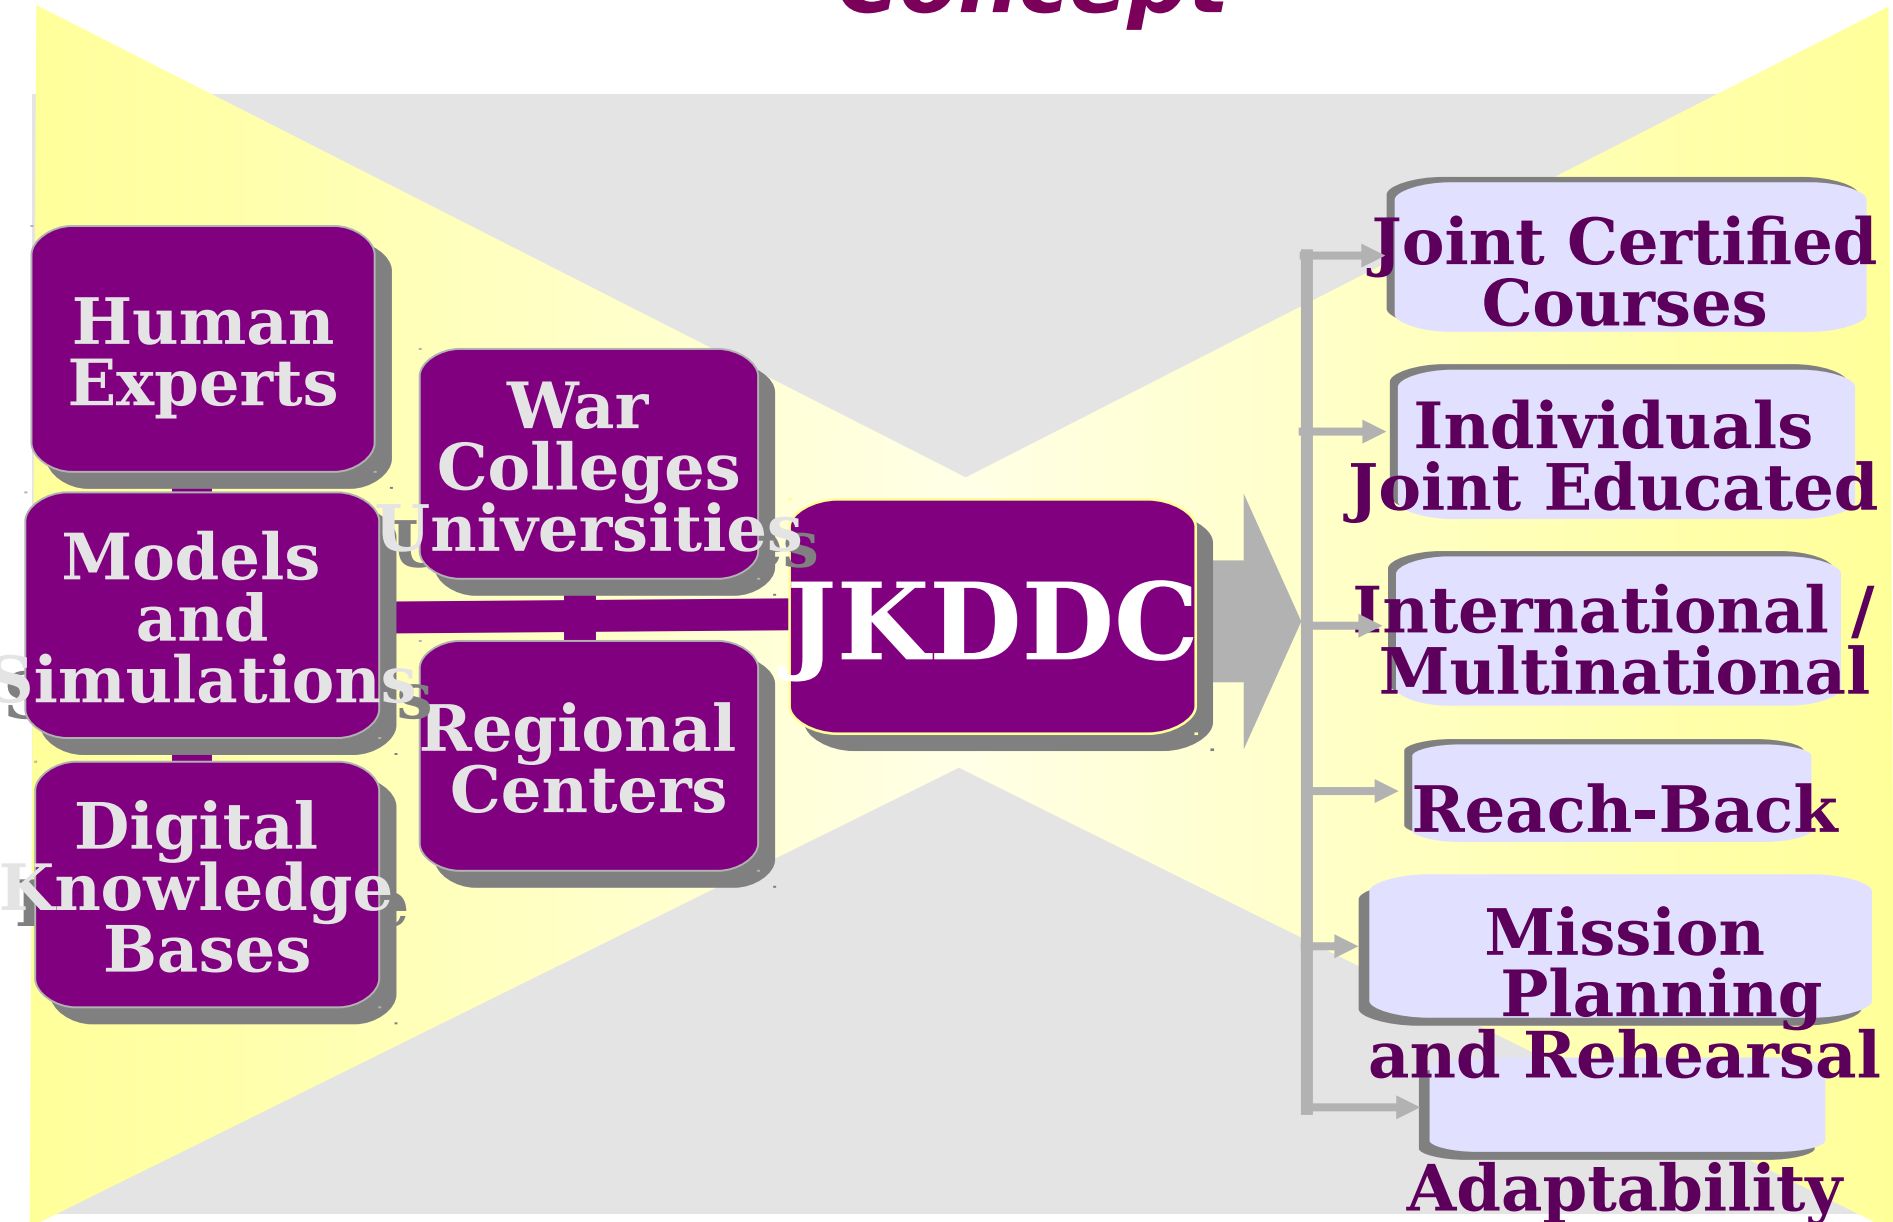 Concept
Human
Experts
Models
and
Simulations
Digital
Knowledge
Bases
War
Colleges
Universities
Regional
Centers
JKDDC
Joint Certified
Courses
Individuals
Joint Educated
International /
Multinational
Reach-Back
Mission
Planning
and Rehearsal
Adaptability